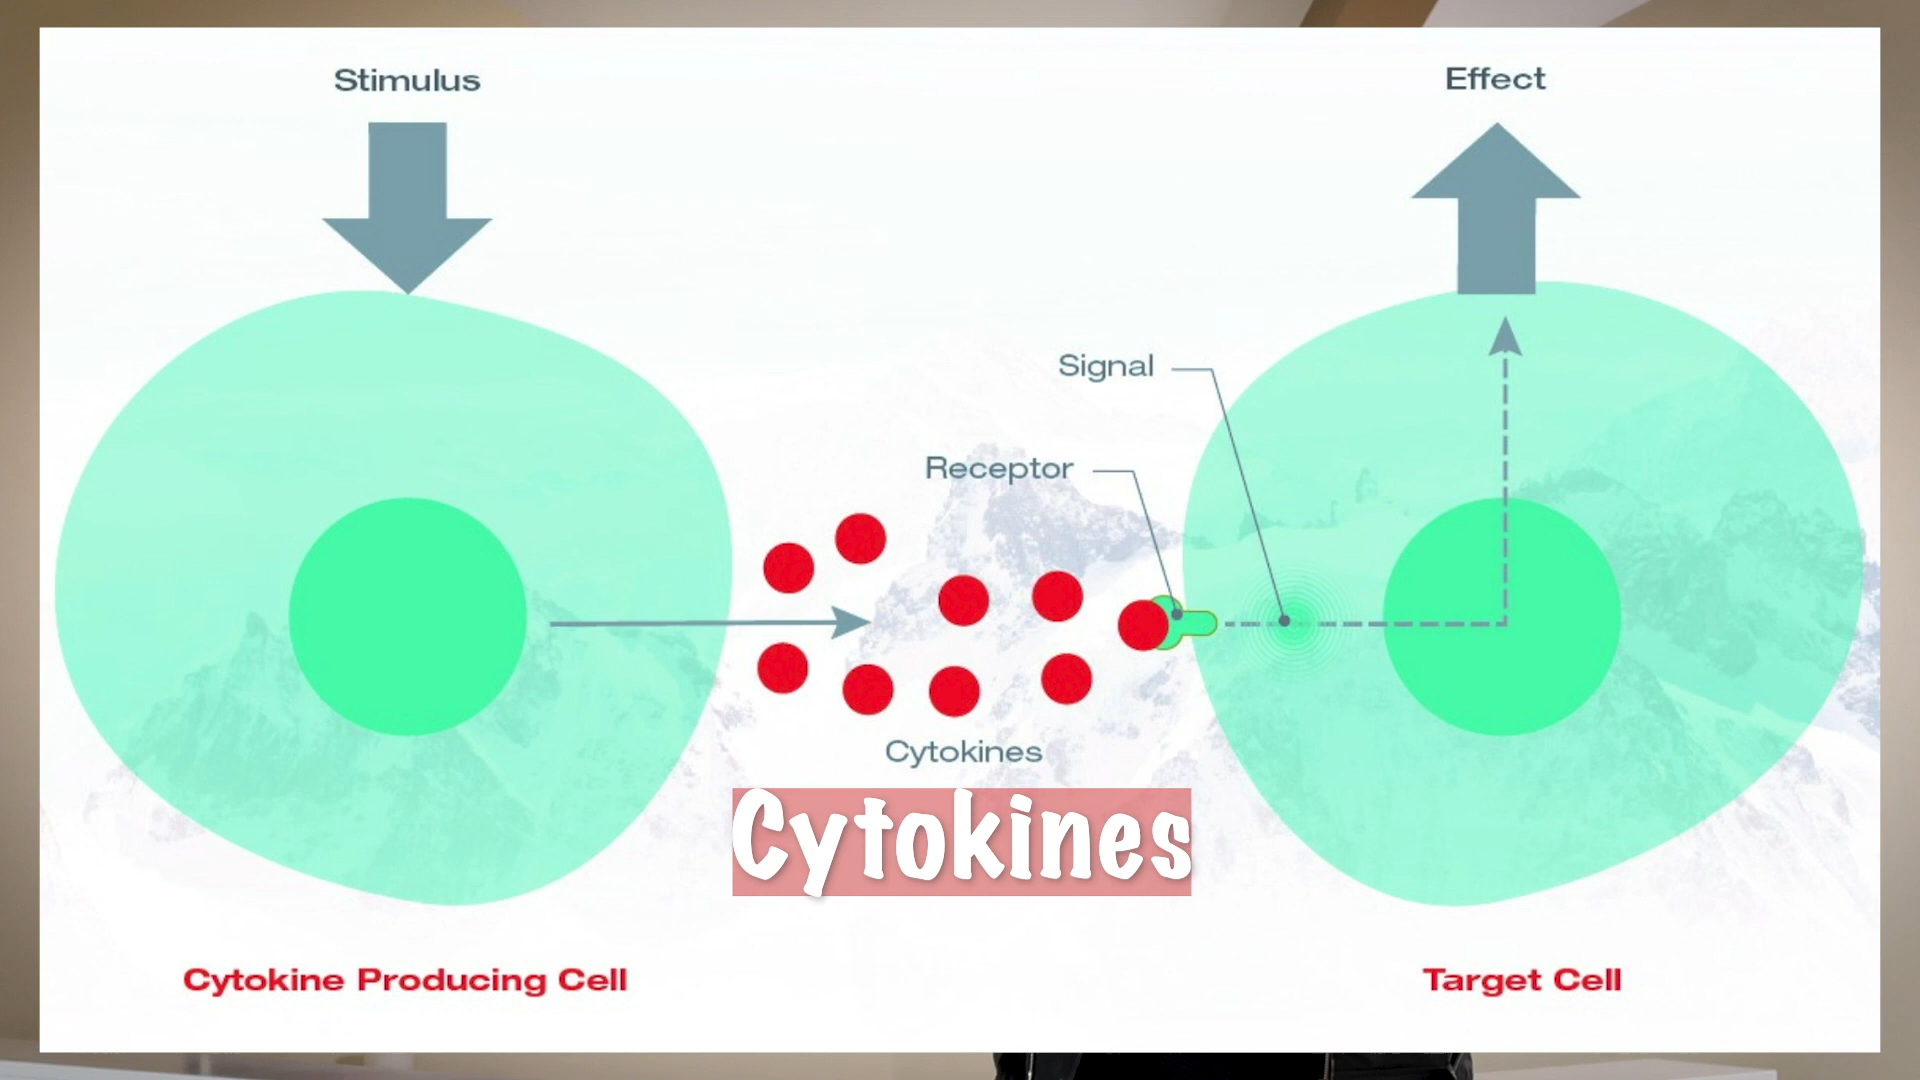 Stimulus
Effect
Signal
Receptor
Cytokines
Cytokines
Cytokine Producing Cell
Target Cell